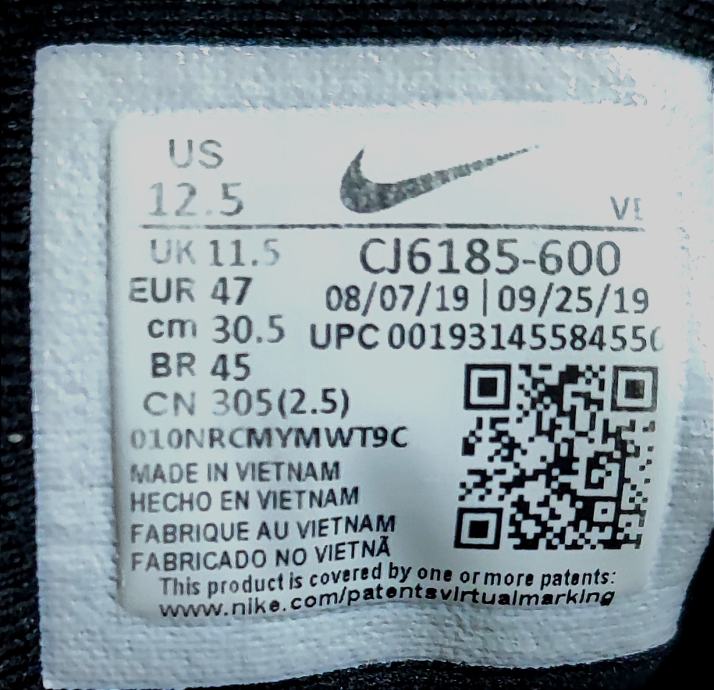 US
12.5
UK 11.5
EUR 47
cm 30.5
BR 45
CN 305(2.5)
CJ6185-600
08/07/19 | 09/25/19
UPC 00193145584550
010NRCMYMWT9C
MADE IN VIETNAM
HECHO EN VIETNAM
FABRIQUE AU VIETNAM
FABRICADO NO VIETNÃ
This product is covered by one or more patents:
www.nike.com/patentsvirtualmarking